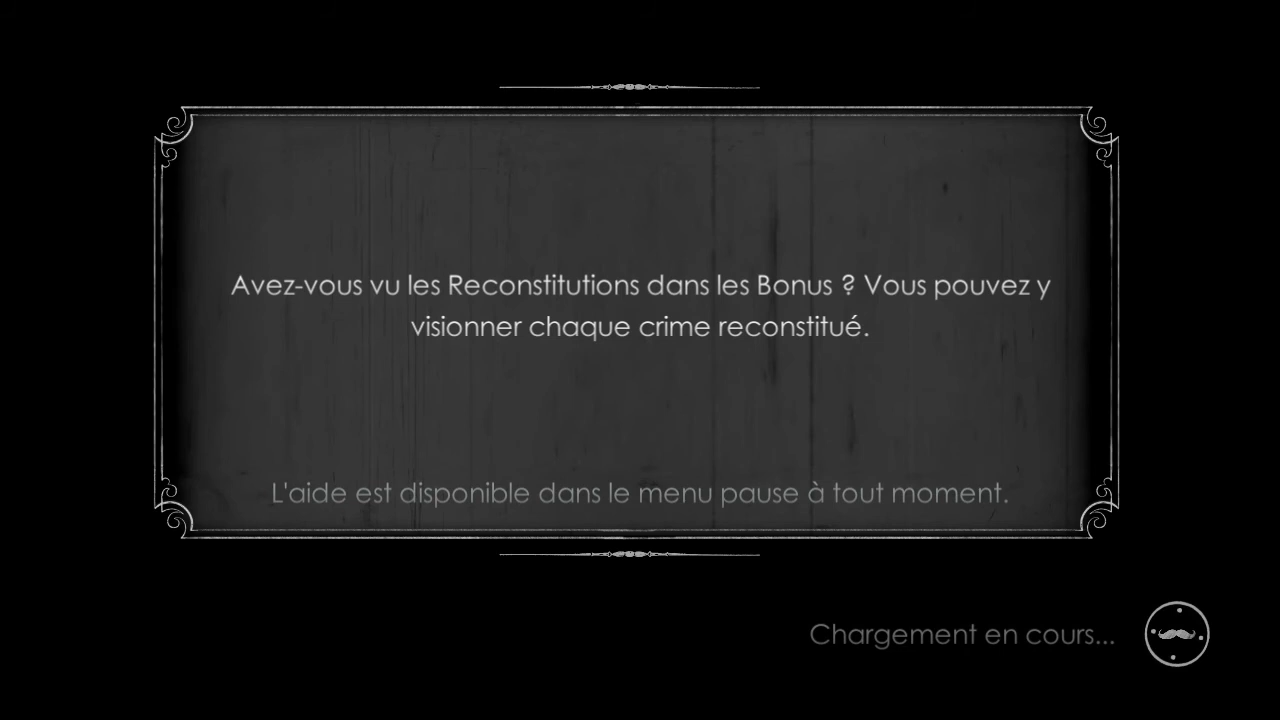 Avez-vous vu les Reconstitutions dans les Bonus ? Vous pouvez y
visionner chaque crime reconstitué.
L'aide est disponible dans le menu pause à tout moment.
Chargement en cours...